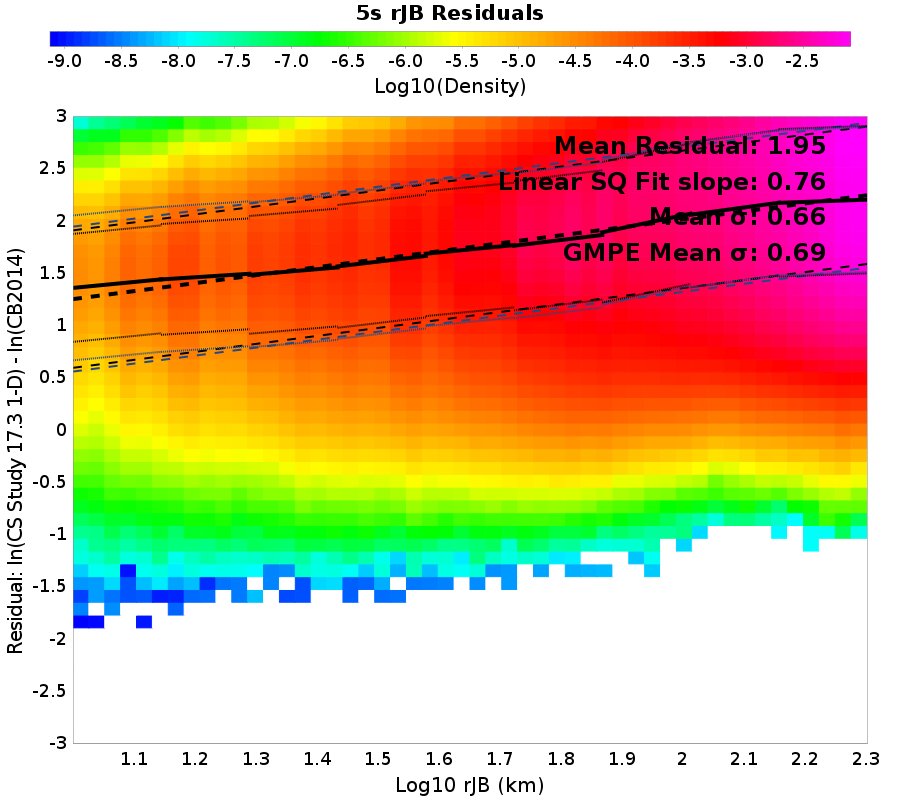 5s rJB Residuals
-9.0 -8.5 -8.0 -7.5 -7.0 -6.5 -6.0 -5.5 -5.0 -4.5 -4.0 -3.5 -3.0 -2.5
Log10(Density)
Mean Residual: 1.95
Linear SQ Fit slope: 0.76
Mean σ: 0.66
GMPE Mean σ: 0.69
Residual: ln(CS Study 17.3 1-D) - ln(CB2014)
3
2.5
2
1.5
1
0.5
0
-0.5
-1
-1.5
-2
-2.5
-3
1.1 1.2 1.3 1.4 1.5 1.6 1.7 1.8 1.9 2 2.1 2.2 2.3
Log10 rJB (km)